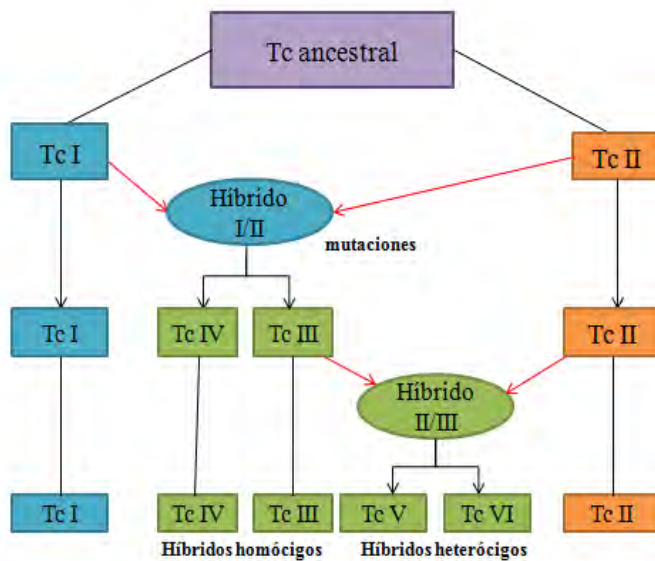 Tc ancestral
Tc I
Tc II
Híbrido
I/II
mutaciones
Tc I
Tc IV
Tc III
Tc II
Híbrido
II/III
Tc I
Tc IV
Tc III
Tc V
Tc VI
Tc II
Híbridos homócigos
Híbridos heterócigos